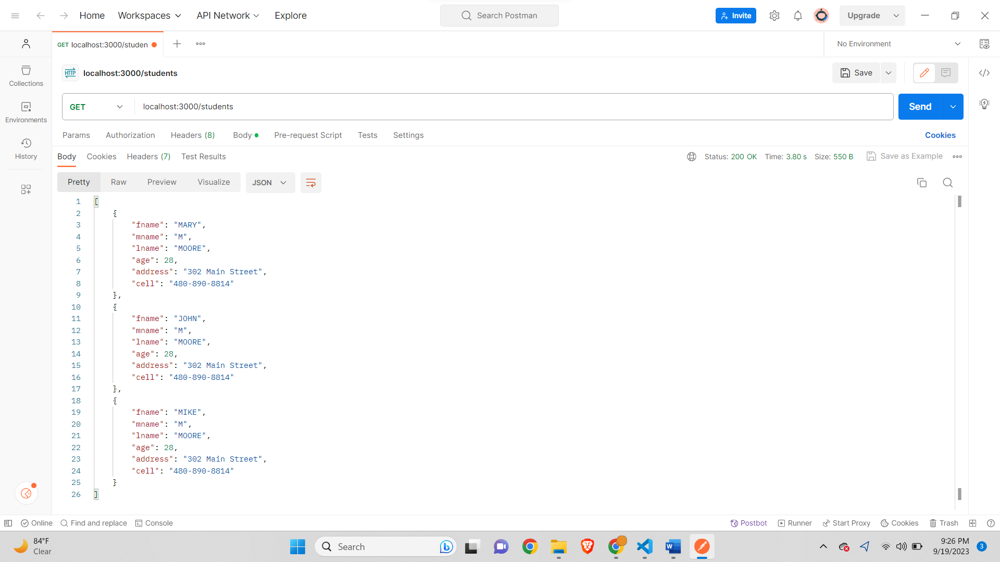 Home Workspaces API Network Explore Search Postman Invite Upgrade
GET localhost:3000/studen No Environment
HTTP localhost:3000/students Save
Collections
GET localhost:3000/students Send
Environments
Params Authorization Headers (8) Body Pre-request Script Tests Settings Cookies
History
Body Cookies Headers (7) Test Results Status: 200 OK Time: 3.80 s Size: 550 B Save as Example
Pretty Raw Preview Visualize JSON
1 [
2 {
3 "fname": "MARY",
4 "mname": "M",
5 "lname": "MOORE",
6 "age": 28,
7 "address": "302 Main Street",
8 "cell": "480-890-8814"
9 },
10 {
11 "fname": "JOHN",
12 "mname": "M",
13 "lname": "MOORE",
14 "age": 28,
15 "address": "302 Main Street",
16 "cell": "480-890-8814"
17 },
18 {
19 "fname": "MIKE",
20 "mname": "M",
21 "lname": "MOORE",
22 "age": 28,
23 "address": "302 Main Street",
24 "cell": "480-890-8814"
25 }
26 ]
Online Find and replace Console Postbot Runner Start Proxy Cookies Trash
84°F
Clear
Search
9:26 PM
9/19/2023
3